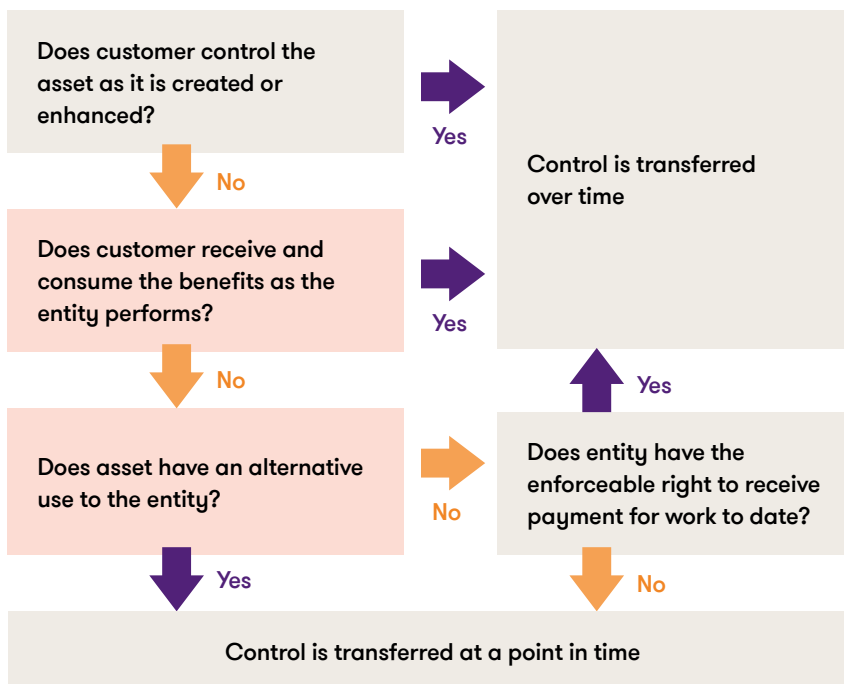 Does customer control the
asset as it is created or
enhanced?
Yes
No
Control is transferred
over time
Does customer receive and
consume the benefits as the
entity performs?
Yes
No
Yes
Does asset have an alternative
use to the entity?
No
Does entity have the
enforceable right to receive
payment for work to date?
Yes
No
Control is transferred at a point in time